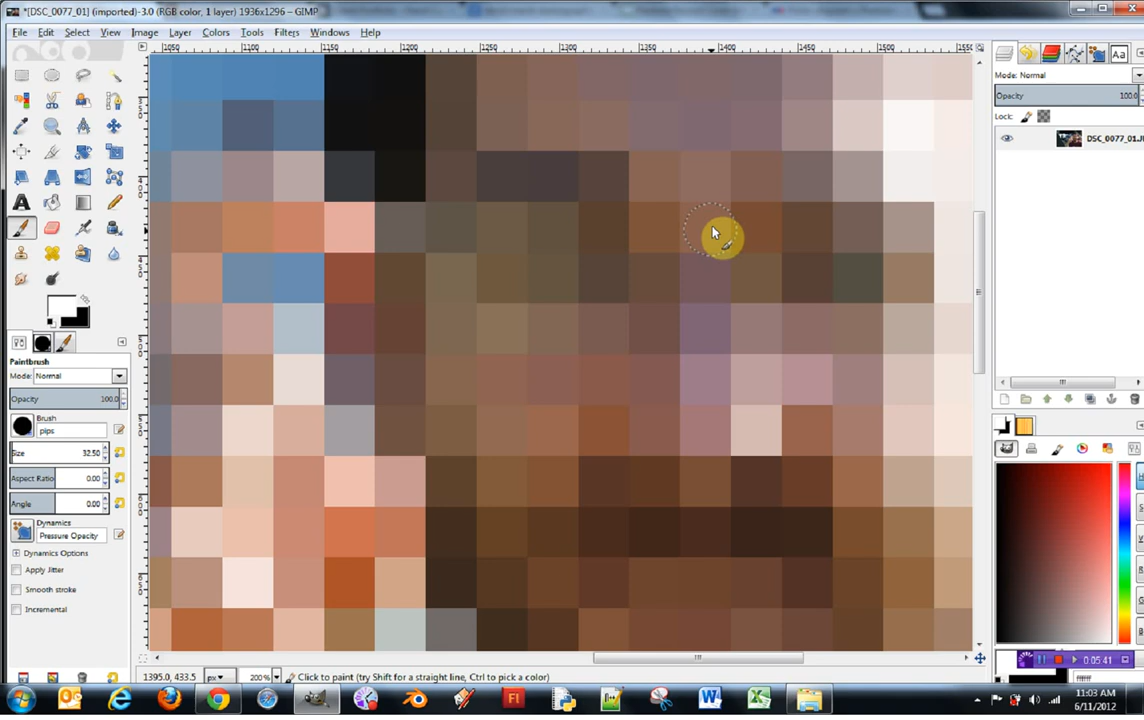 *[DSC_0077_01] (imported)-3.0 (RGB color, 1 layer) 1936x1296 – GIMP
File Edit Select View Image Layer Colors Tools Filters Windows Help
1050 1100 1150 1200 1250 1300 1350 1400 1450 1500
Mode: Normal
Opacity 100.0
Lock:
DSC_0077_01.J
Paintbrush
Mode: Normal
Opacity 100.0
Brush
pips
Size 32.50
Aspect Ratio 0.00
Angle 0.00
Dynamics
Pressure Opacity
Dynamics Options
Apply Jitter
Smooth stroke
Incremental
1395.0, 433.5 px 200% Click to paint (try Shift for a straight line, Ctrl to pick a color)
0:05:41
ffffff
11:03 AM
6/11/2012